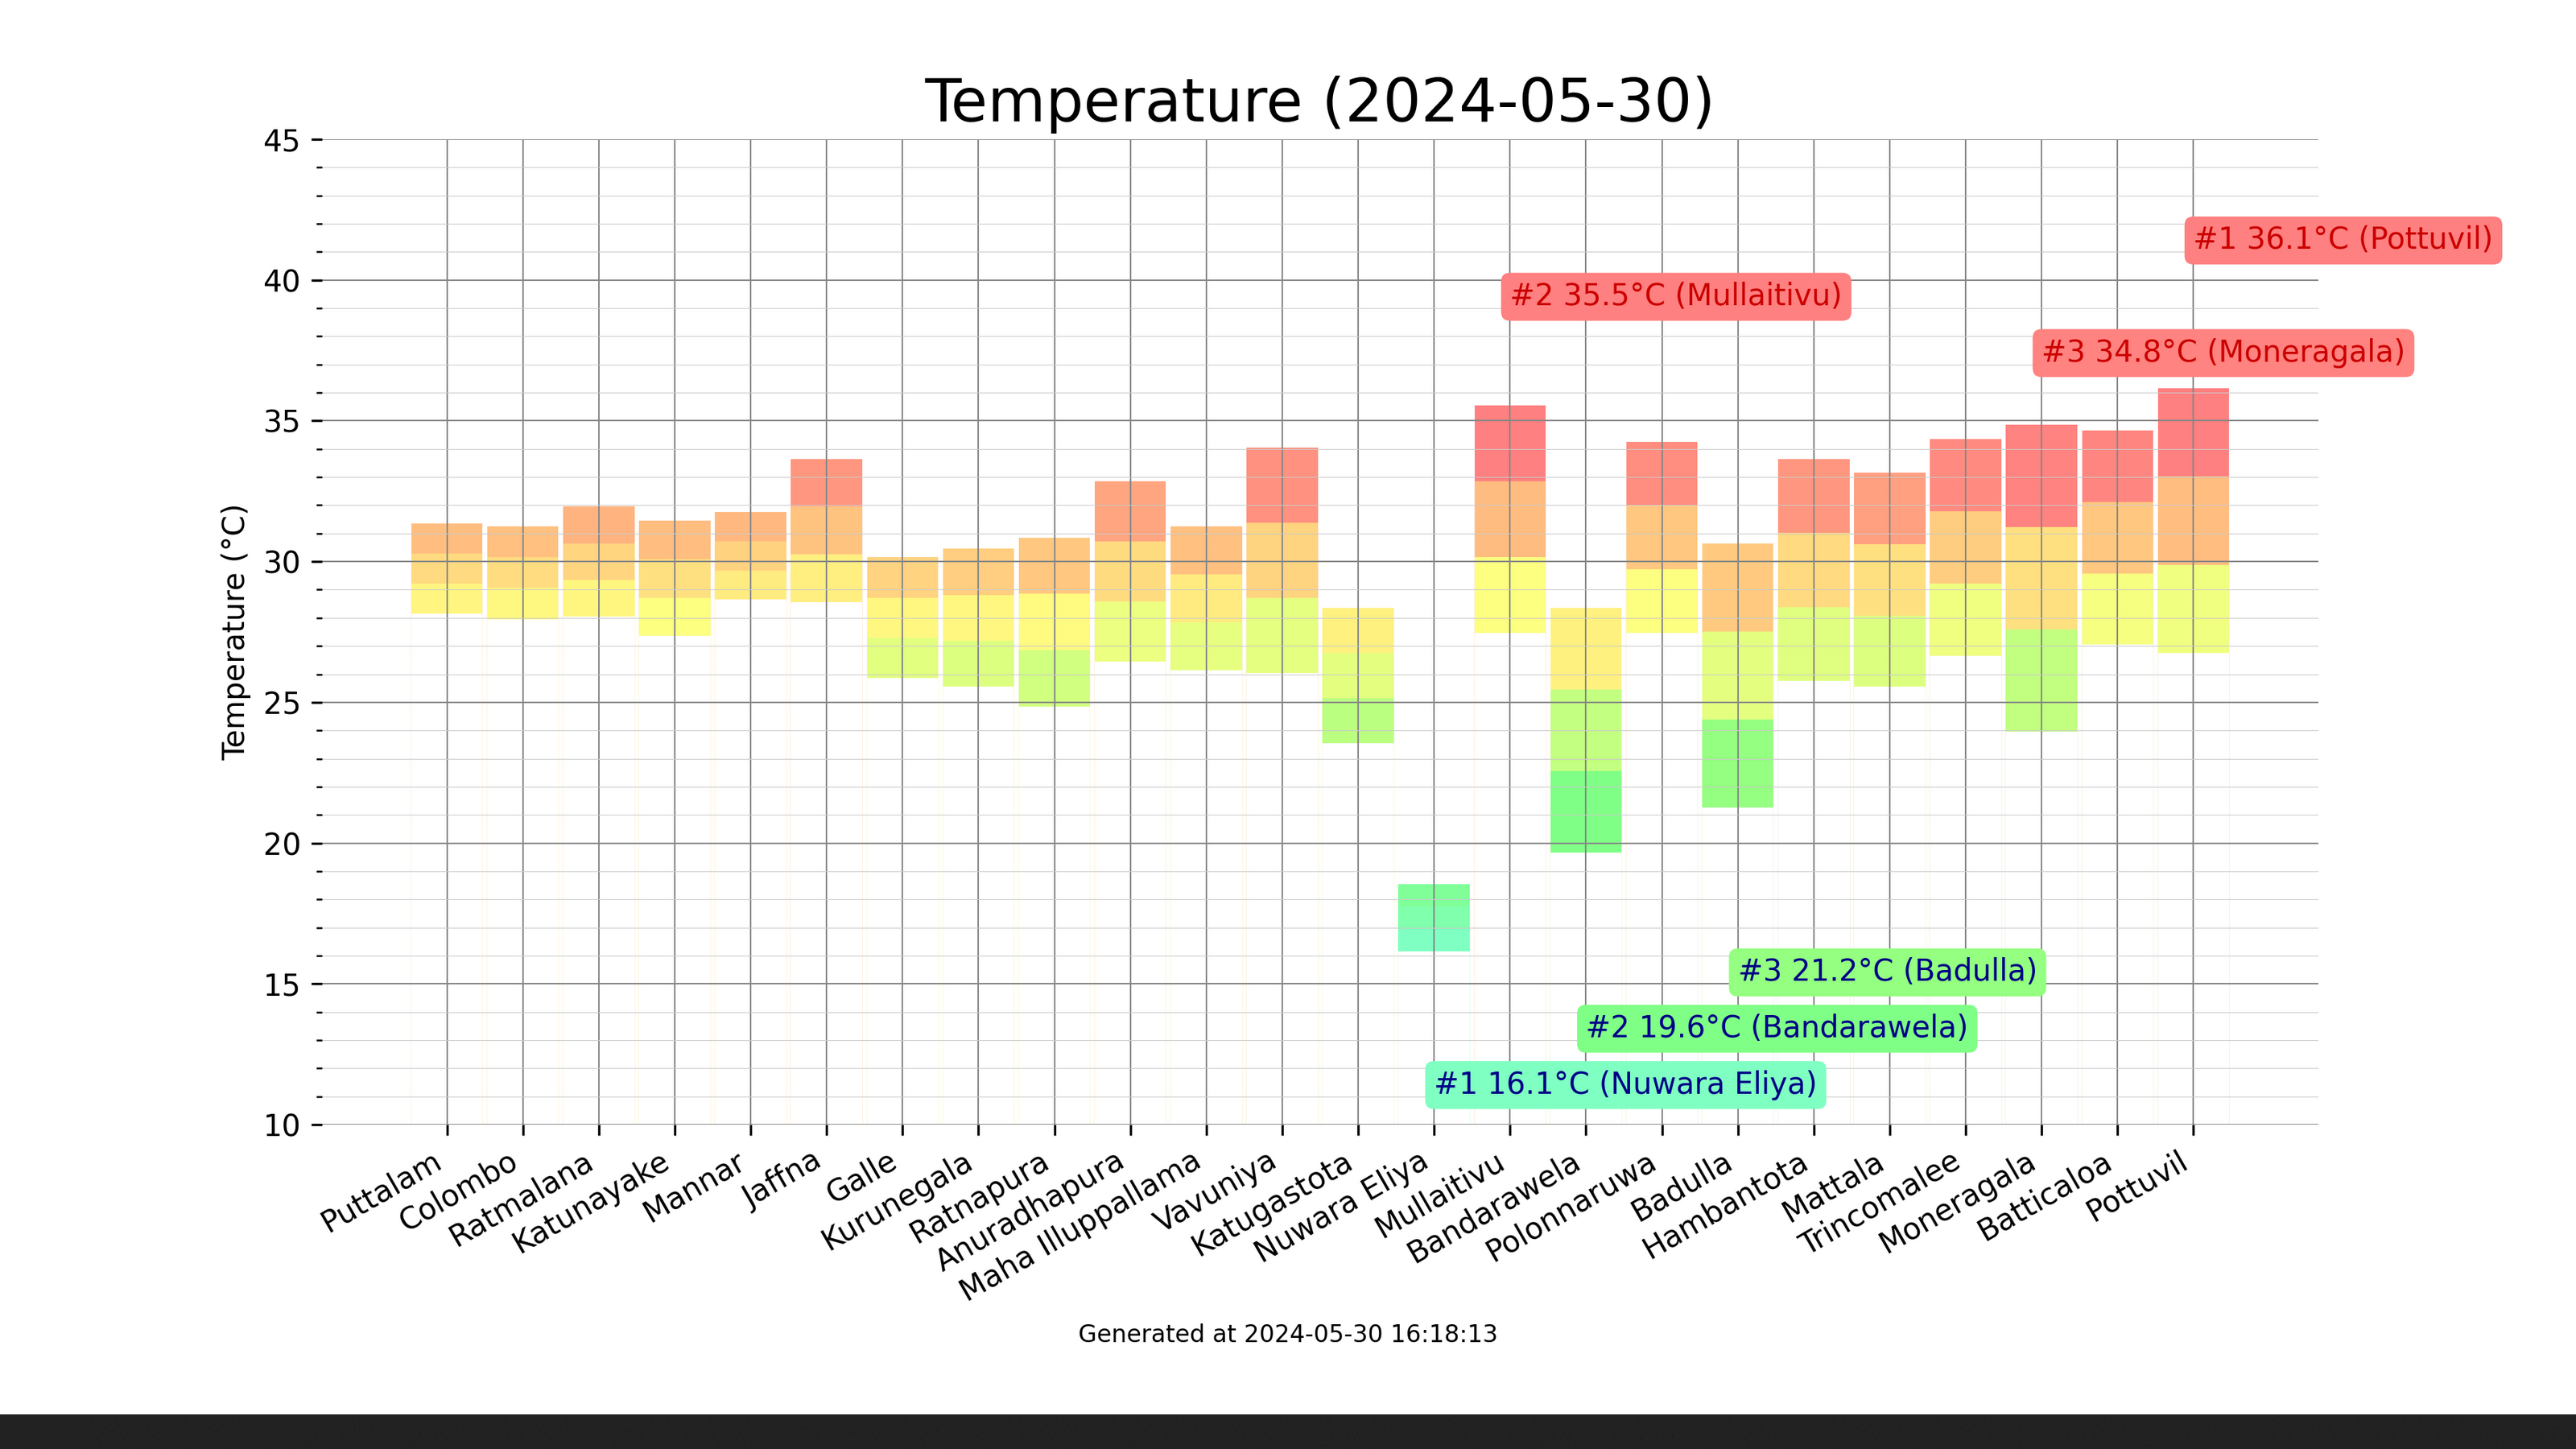 Temperature (2024-05-30)
45
40
35
30
25
20
15
10
Temperature (°C)
#1 36.1°C (Pottuvil)
#2 35.5°C (Mullaitivu)
#3 34.8°C (Moneragala)
#3 21.2°C (Badulla)
#2 19.6°C (Bandarawela)
#1 16.1°C (Nuwara Eliya)
Puttalam
Colombo
Ratmalana
Katunayake
Mannar
Jaffna
Galle
Kurunegala
Ratnapura
Anuradhapura
Maha Illuppallama
Vavuniya
Katugastota
Nuwara Eliya
Mullaitivu
Bandarawela
Polonnaruwa
Badulla
Hambantota
Mattala
Trincomalee
Moneragala
Batticaloa
Pottuvil
Generated at 2024-05-30 16:18:13